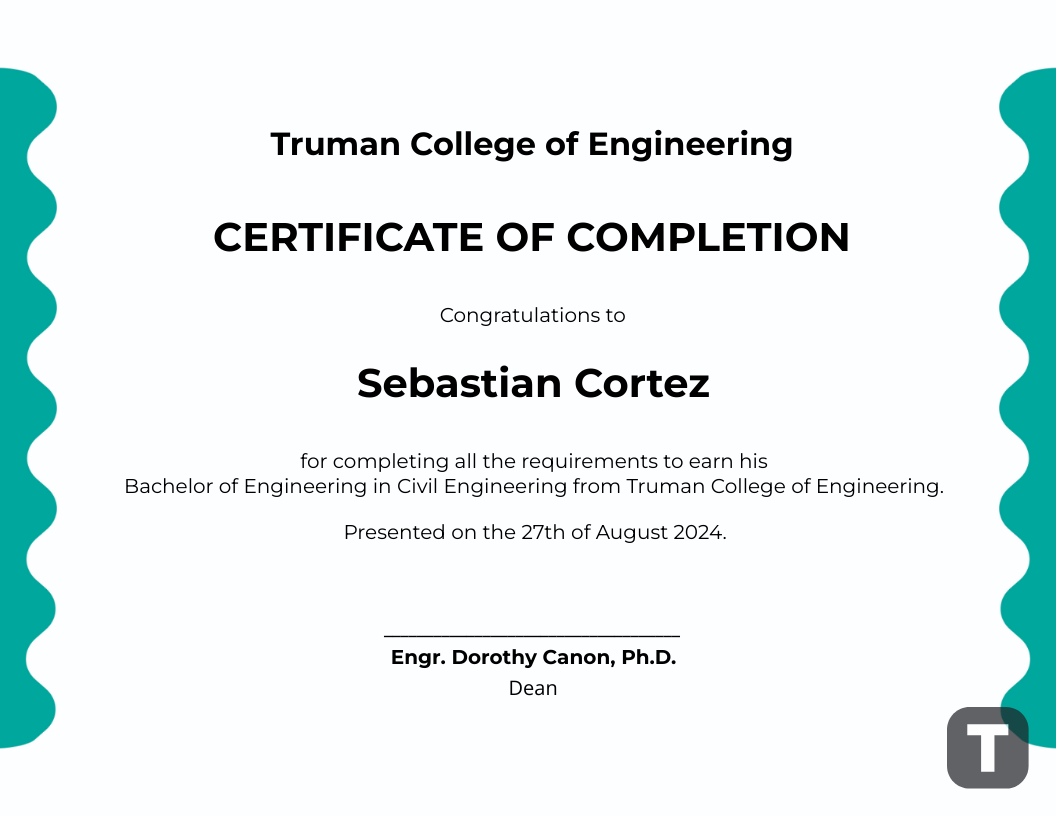 Truman College of Engineering
CERTIFICATE OF COMPLETION
Congratulations to
Sebastian Cortez
for completing all the requirements to earn his
Bachelor of Engineering in Civil Engineering from Truman College of Engineering.
Presented on the 27th of August 2024.
Engr. Dorothy Canon, Ph.D.
Dean
T